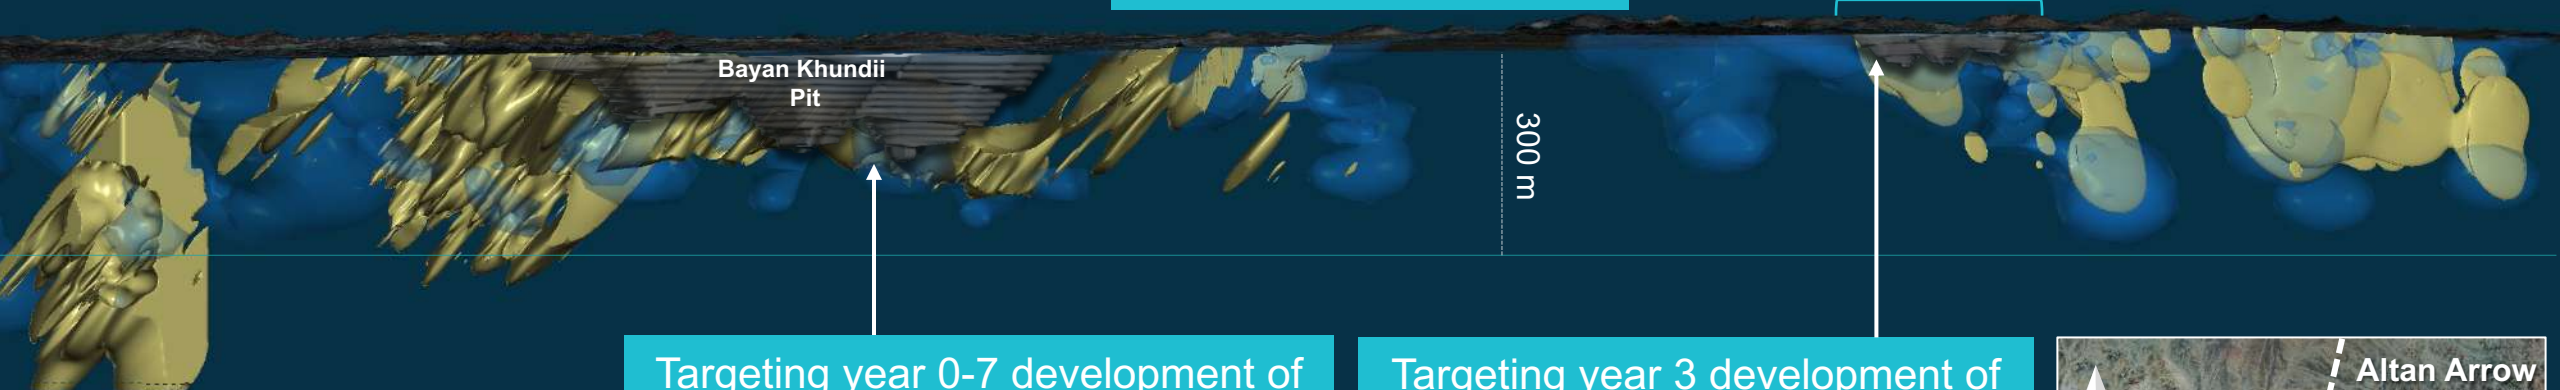 Bayan Khundii
Pit
300 m
Targeting year 0-7 development of
Targeting year 3 development of
Altan Arrow